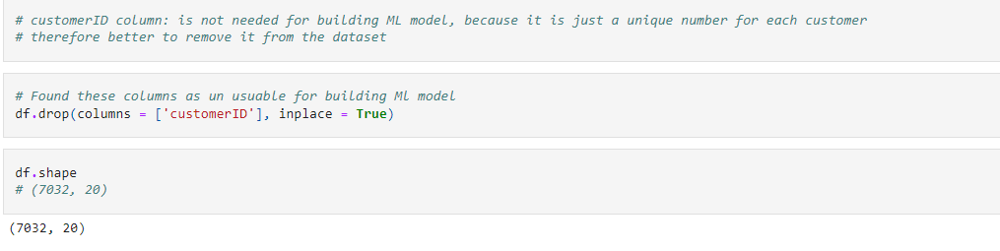 # customerID column: is not needed for building ML model, because it is just a unique number for each customer
# therefore better to remove it from the dataset
# Found these columns as un usuable for building Ml model
df.drop(columns = ['customerID'], inplace = True)
df.shape
# (7032, 20)
(7032, 20)